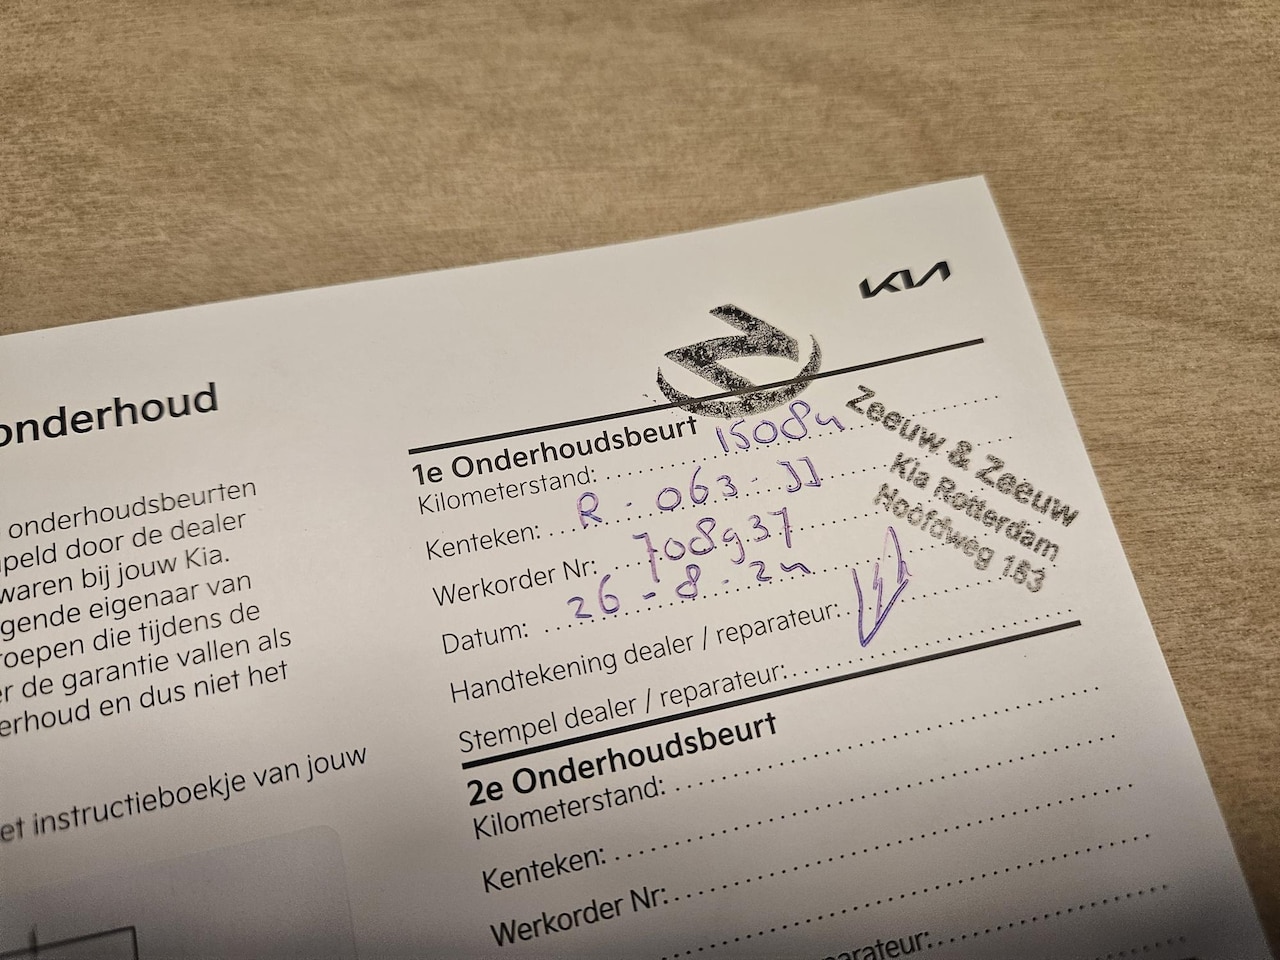 KIA
onderhoud
onderhoudsbeurten
peld door de dealer
waren bij jouw Kia.
gende eigenaar van
roepen die tijdens de
r de garantie vallen als
erhoud en dus niet het
et instructieboekje van jouw
1e Onderhoudsbeurt
Kilometerstand: 15084
Kenteken: R-063-JJ
Werkorder Nr: 708937
Datum: 26-8-24
Handtekening dealer / reparateur:
Stempel dealer / reparateur:
Zeeuw & Zeeuw
Kia Rotterdam
Hoofdweg 163
2e Onderhoudsbeurt
Kilometerstand:
Kenteken:
Werkorder Nr:
parateur: